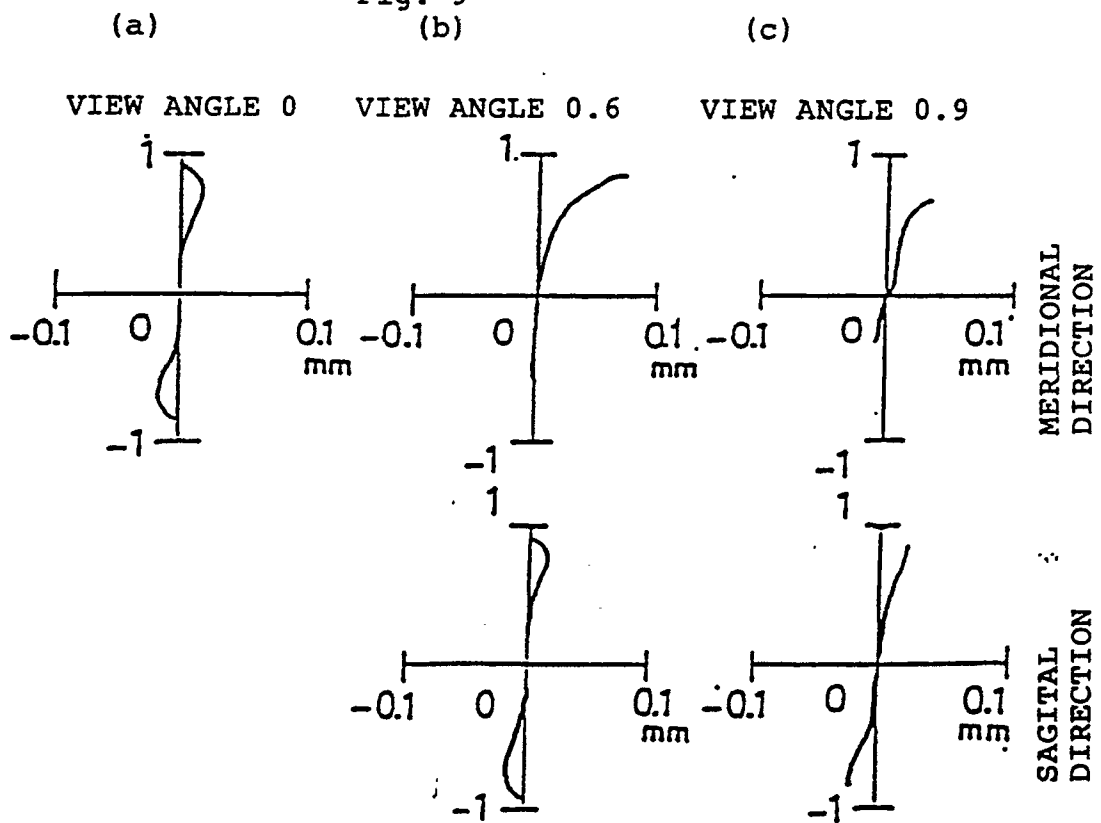 (a) (b) (c)
VIEW ANGLE 0 VIEW ANGLE 0.6 VIEW ANGLE 0.9
1 1 1
-0.1 0 0.1 -0.1 0 0.1 -0.1 0 0.1
mm mm mm
-1 -1 -1
MERIDIONAL
DIRECTION
1 1
-0.1 0 0.1 -0.1 0 0.1
mm mm
-1 -1
SAGITAL
DIRECTION